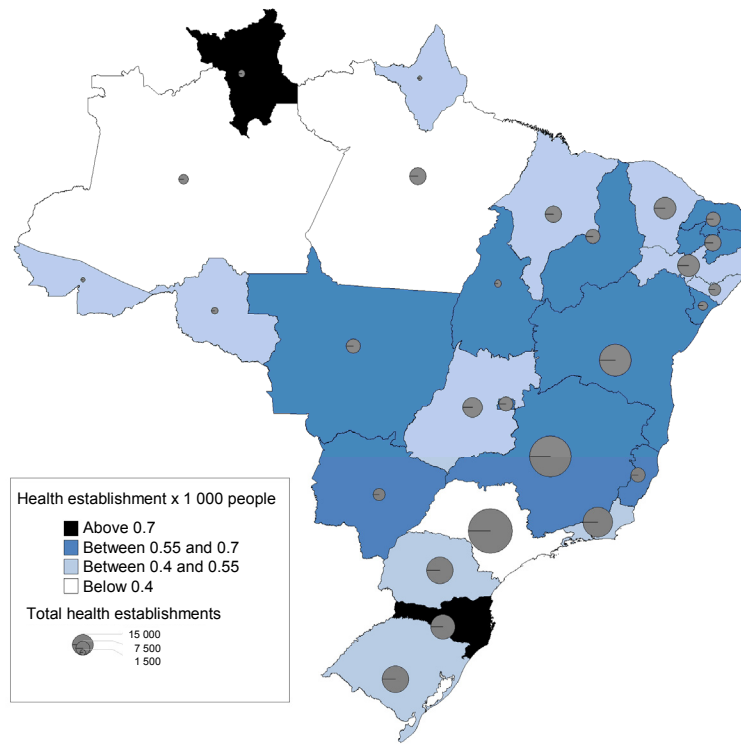 Health establishment x 1 000 people
Above 0.7
Between 0.55 and 0.7
Between 0.4 and 0.55
Below 0.4
Total health establishments
15 000
7 500
1 500